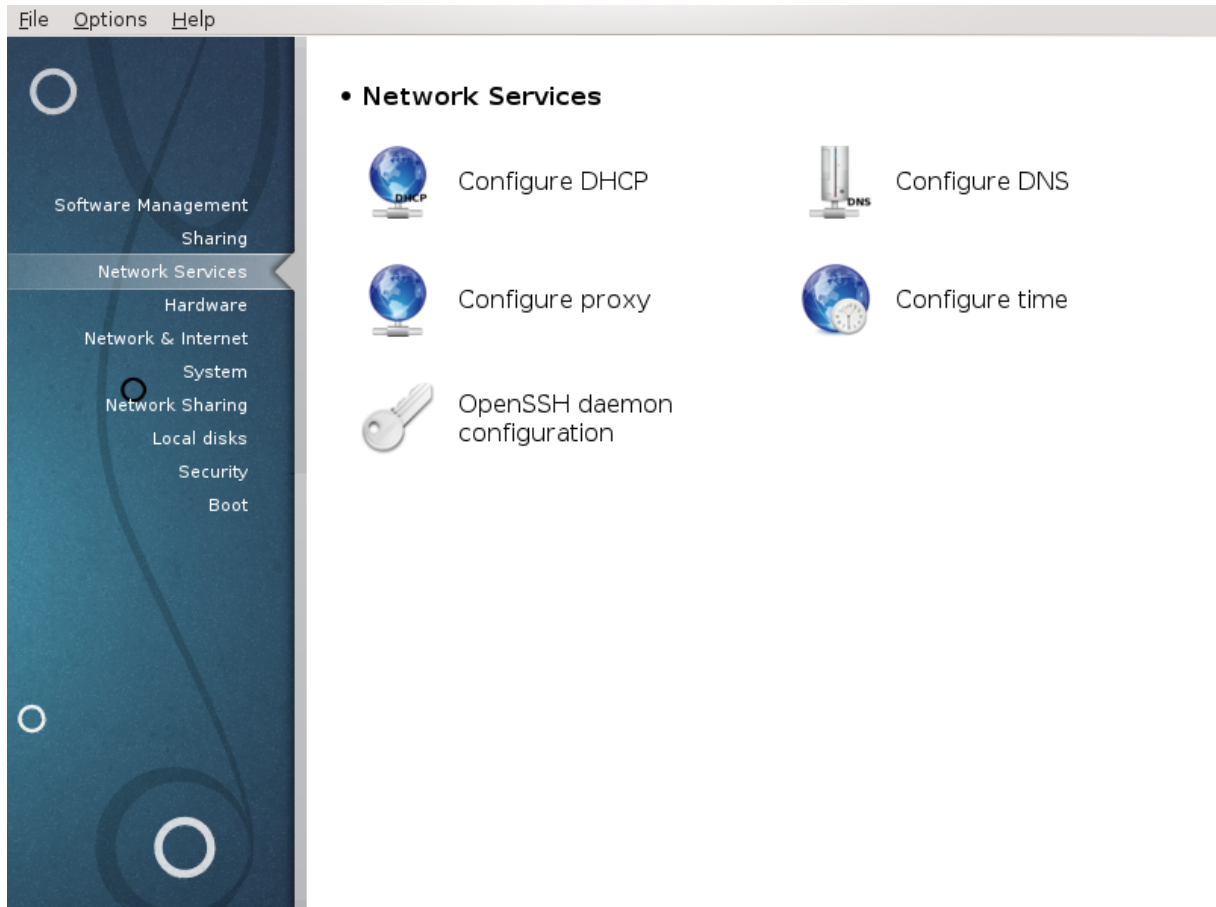 File Options Help
Software Management
Sharing
Network Services
Hardware
Network & Internet
System
Network Sharing
Local disks
Security
Boot
• Network Services
DHCP
Configure DHCP
DNS
Configure DNS
Configure proxy
Configure time
OpenSSH daemon
configuration